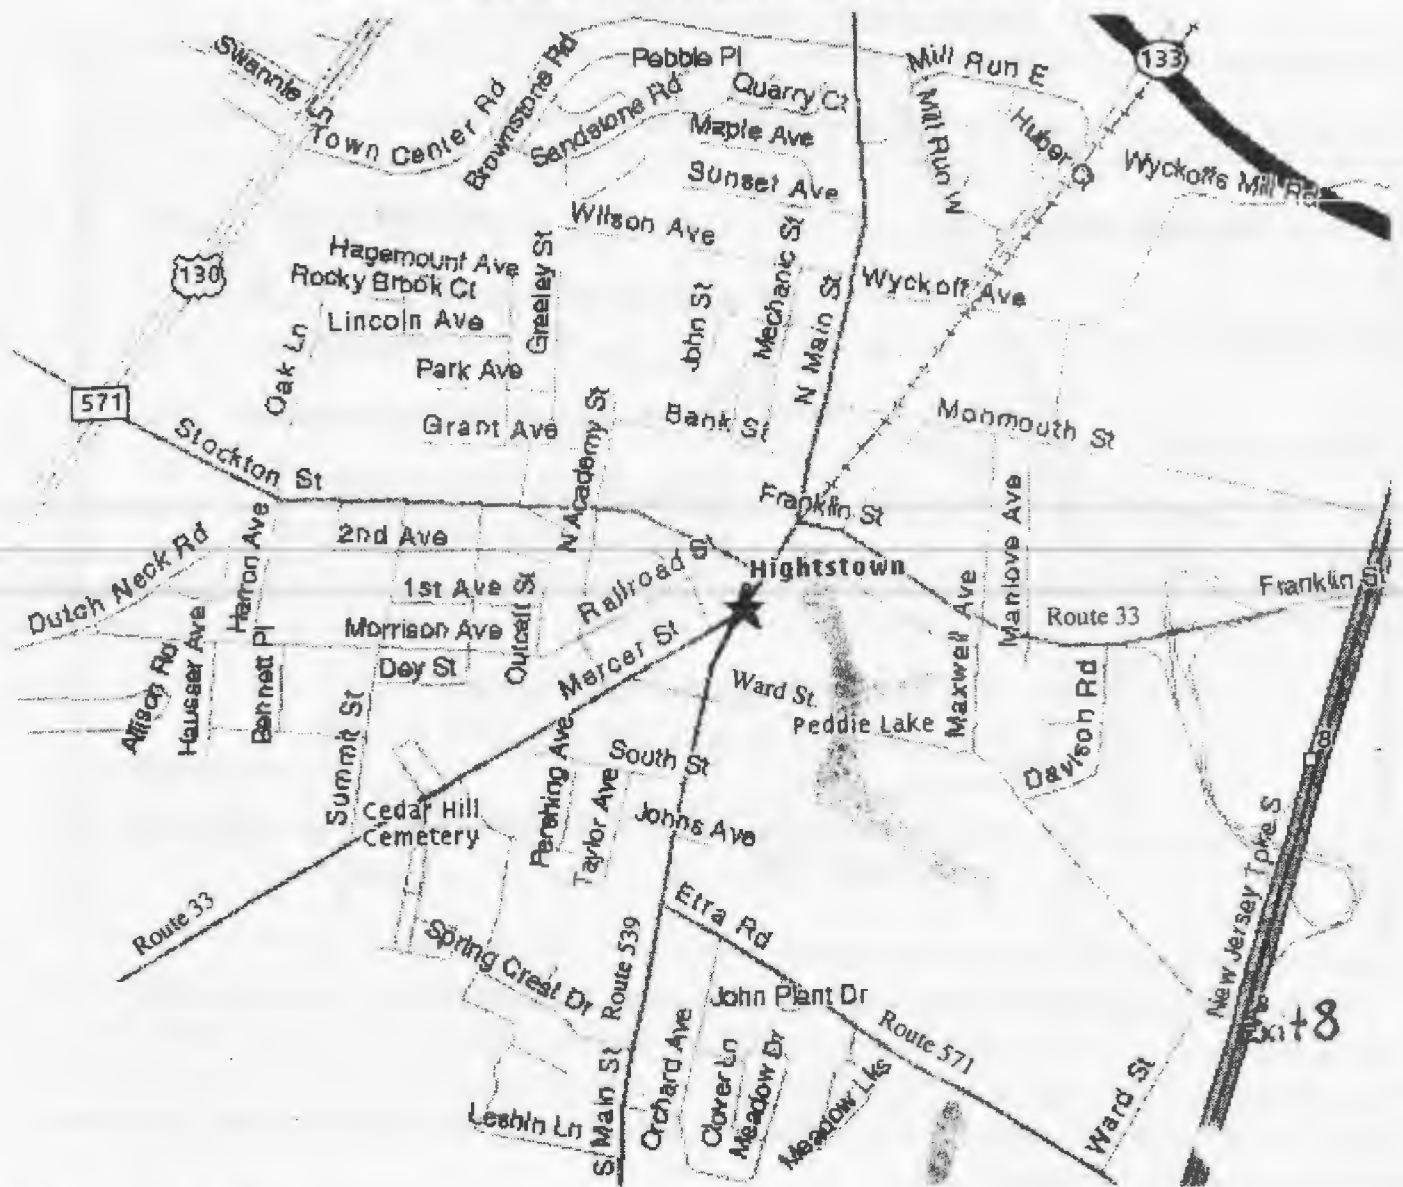 Swannie Ln
Town Center Rd
Brownstone Rd
Pebble Pl
Sandstone Rd
Quarry Ct
Maple Ave
Sunset Ave
Mill Run E
Mill Run W
Huber Ct
133
Wyckoffs Mill Rd
130
Hagemount Ave
Rocky Brook Ct
Lincoln Ave
Oak Ln
Park Ave
Grant Ave
Greeley St
Wilson Ave
John St
Mechanic St
N Main St
Wyckoff Ave
571
Stockton St
N Academy St
Bank St
Monmouth St
Franklin St
2nd Ave
Railroad
Hightstown
Dutch Neck Rd
Harron Ave
1st Ave
Outcalt St
Morrison Ave
Dey St
Mercer St
Maxwell Ave
Manlove Ave
Route 33
Franklin St
Allison Rd
Hauser Ave
Bennett Pl
Summit St
Ward St.
Peddie Lake
Davison Rd
8
South St
Pershing Ave
Taylor Ave
Johns Ave
Cedar Hill
Cemetery
Route 33
Etra Rd
New Jersey Tpke S
Spring Crest Dr
Route 539
John Plant Dr
Route 571
Exit 8
Leshin Ln
S Main St
Orchard Ave
Clover Ln
Meadow Dr
Meadow Lks
Ward St